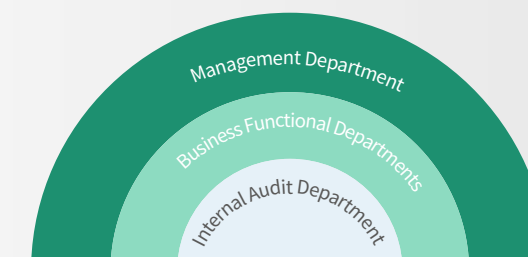 Management Department
Business Functional Departments
Internal Audit Department